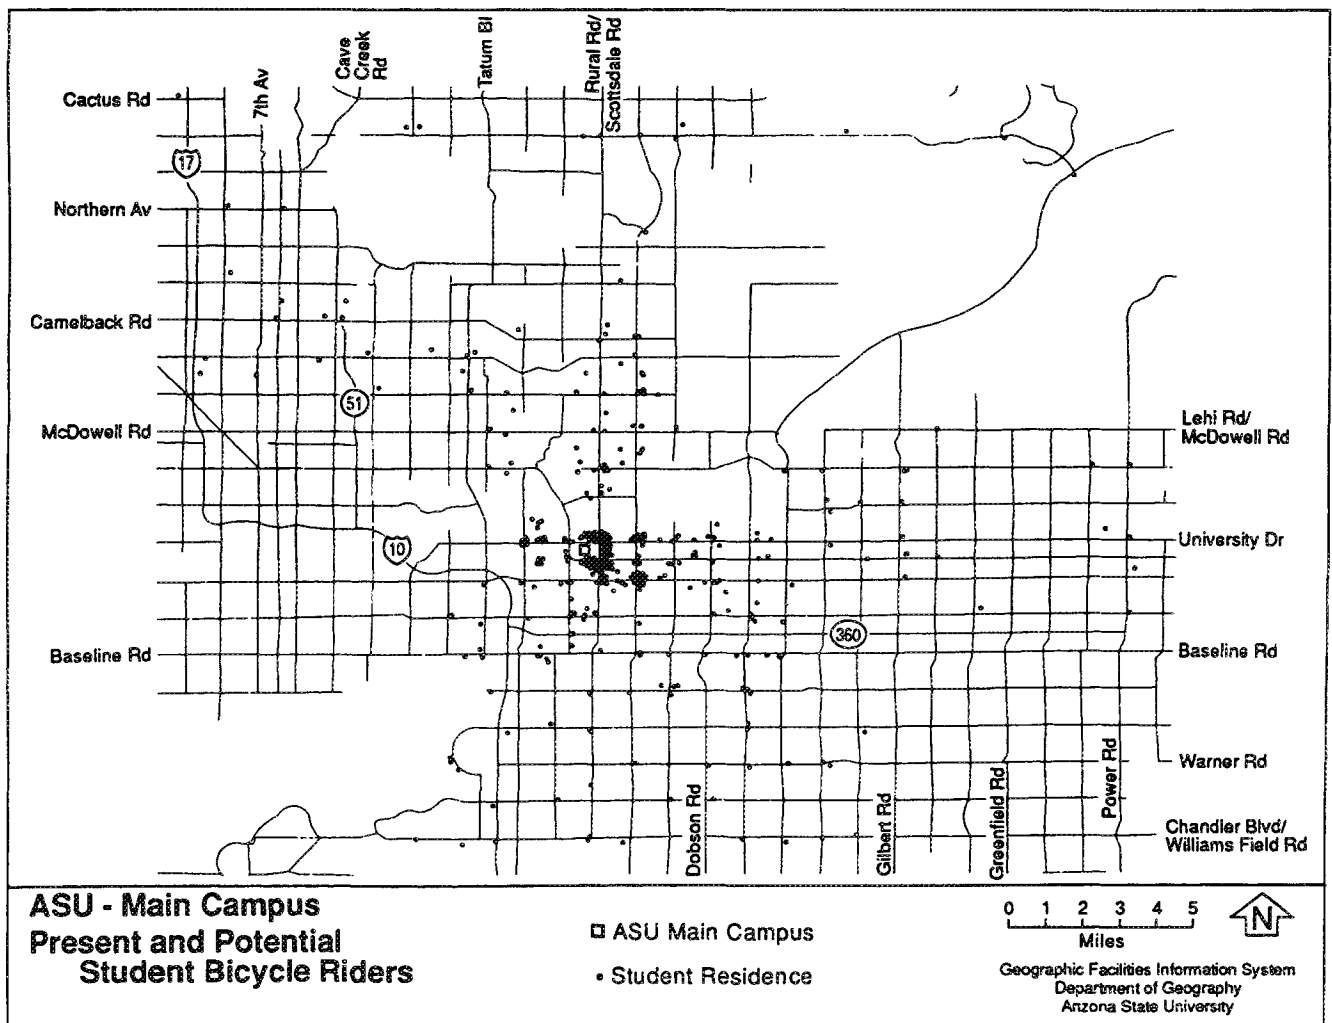 Cave
Creek
Rd
Tatum Bl
Rural Rd/
Scottsdale Rd
7th Av
Cactus Rd
17
Northern Av
Camelback Rd
51
McDowell Rd
Lehi Rd/
McDowell Rd
10
University Dr
360
Baseline Rd
Baseline Rd
Warner Rd
Dobson Rd
Gilbert Rd
Greenfield Rd
Power Rd
Chandler Blvd/
Williams Field Rd
ASU - Main Campus
Present and Potential
Student Bicycle Riders
ASU Main Campus
Student Residence
0 1 2 3 4 5
Miles
N
Geographic Facilities Information System
Department of Geography
Arizona State University